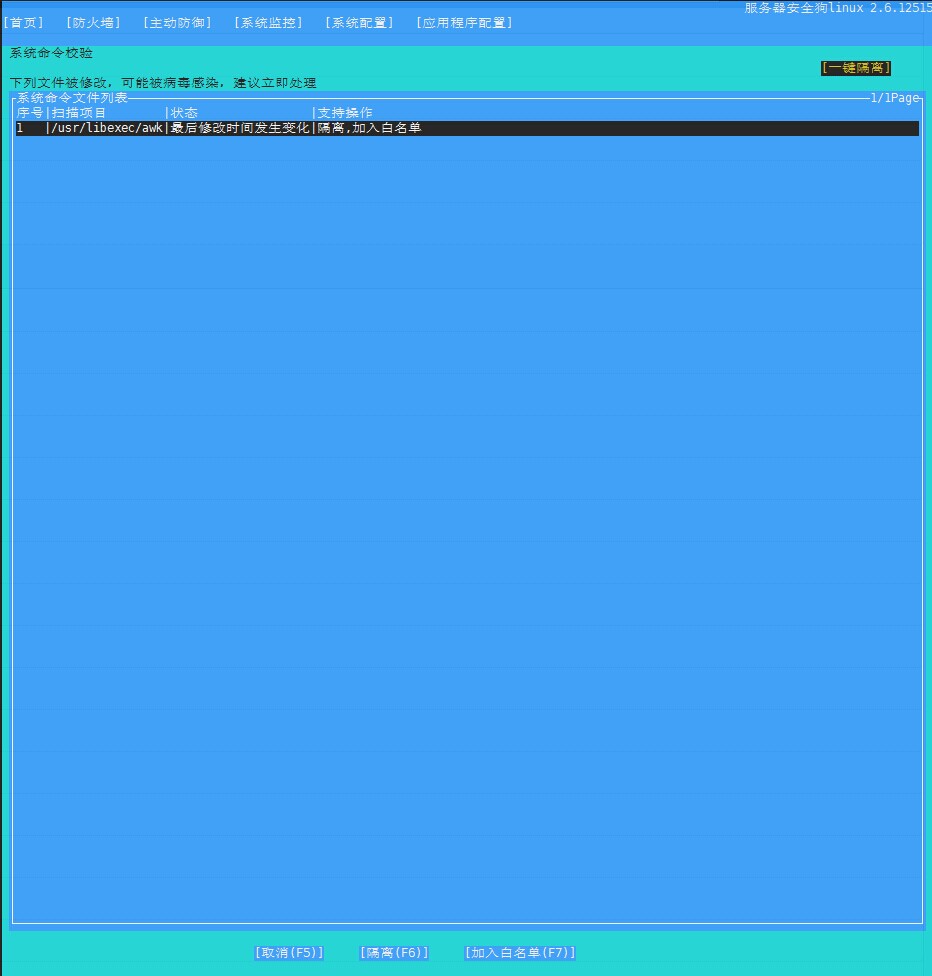 服务器安全狗linux 2.6.12515
[首页] [防火墙] [主动防御] [系统监控] [系统配置] [应用程序配置]
系统命令校验
[一键隔离]
下列文件被修改，可能被病毒感染，建议立即处理
系统命令文件列表 1/1Page
序号|扫描项目 |状态 |支持操作
1 |/usr/libexec/awk|最后修改时间发生变化|隔离,加入白名单
[取消(F5)] [隔离(F6)] [加入白名单(F7)]